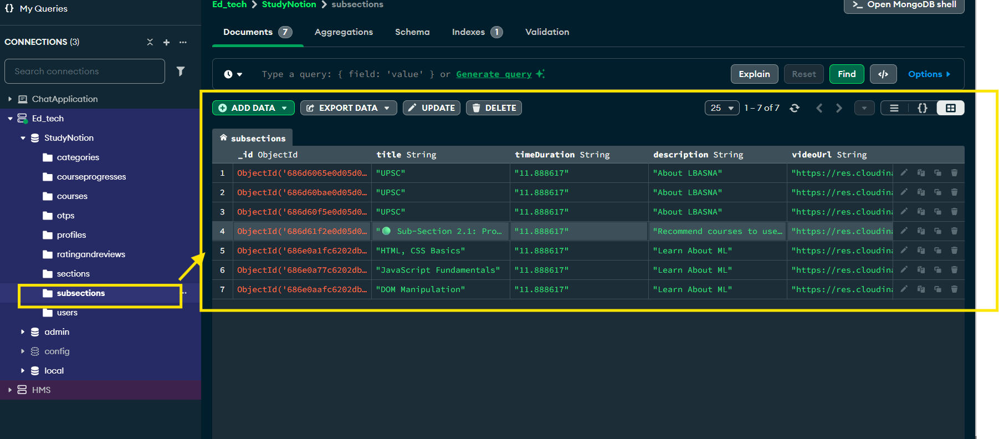 {} My Queries
CONNECTIONS (3)
Search connections
ChatApplication
Ed_tech
StudyNotion
categories
courseprogresses
courses
otps
profiles
ratingandreviews
sections
subsections
users
admin
config
local
HMS
Ed_tech > StudyNotion > subsections
>_ Open MongoDB shell
Documents 7 Aggregations Schema Indexes 1 Validation
Type a query: { field: 'value' } or Generate query
Explain Reset Find </> Options
ADD DATA EXPORT DATA UPDATE DELETE
25 1 – 7 of 7 {}
subsections
_id ObjectId title String timeDuration String description String videoUrl String
1 ObjectId('686d6065e0d05d0… "UPSC" "11.888617" "About LBASNA" "https://res.cloudina
2 ObjectId('686d60bae0d05d0… "UPSC" "11.888617" "About LBASNA" "https://res.cloudina
3 ObjectId('686d60f5e0d05d0… "UPSC" "11.888617" "About LBASNA" "https://res.cloudina
4 ObjectId('686d61f2e0d05d0… "🟢 Sub-Section 2.1: Pro… "11.888617" "Recommend courses to use… "https://res.cloudina
5 ObjectId('686e0a1fc6202db… "HTML, CSS Basics" "11.888617" "Learn About ML" "https://res.cloudina
6 ObjectId('686e0a77c6202db… "JavaScript Fundamentals" "11.888617" "Learn About ML" "https://res.cloudina
7 ObjectId('686e0aafc6202db… "DOM Manipulation" "11.888617" "Learn About ML" "https://res.cloudina